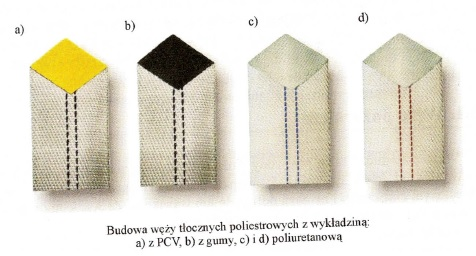 a)
b)
c)
d)
Budowa węży tłocznych poliestrowych z wykładziną:
a) z PCV, b) z gumy, c) i d) poliuretanową